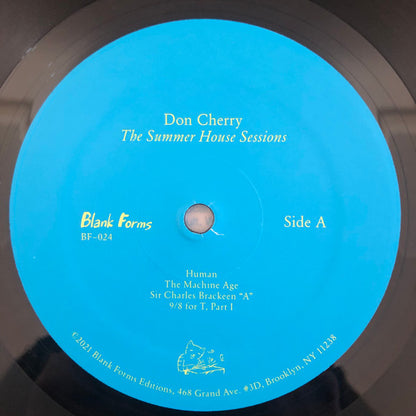 Don Cherry
The Summer House Sessions
Blank Forms
BF-024
Side A
Human
The Machine Age
Sir Charles Brackeen “A”
9/8 for T, Part I
©2021 Blank Forms Editions, 468 Grand Ave. #3D, Brooklyn, NY 11238